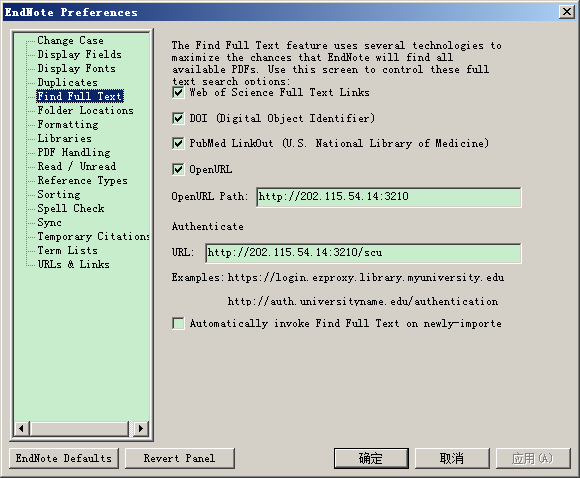 EndNote Preferences
Change Case
Display Fields
Display Fonts
Duplicates
Find Full Text
Folder Locations
Formatting
Libraries
PDF Handling
Read / Unread
Reference Types
Sorting
Spell Check
Sync
Temporary Citations
Term Lists
URLs & Links
The Find Full Text feature uses several technologies to
maximize the chances that EndNote will find all
available PDFs. Use this screen to control these full
text search options:
Web of Science Full Text Links
DOI (Digital Object Identifier)
PubMed LinkOut (U.S. National Library of Medicine)
OpenURL
OpenURL Path: http://202.115.54.14:3210
Authenticate
URL: http://202.115.54.14:3210/scu
Examples: https://login.ezproxy.library.myuniversity.edu
http://auth.universityname.edu/authentication
Automatically invoke Find Full Text on newly-importe
EndNote Defaults
Revert Panel
确定
取消
应用(A)